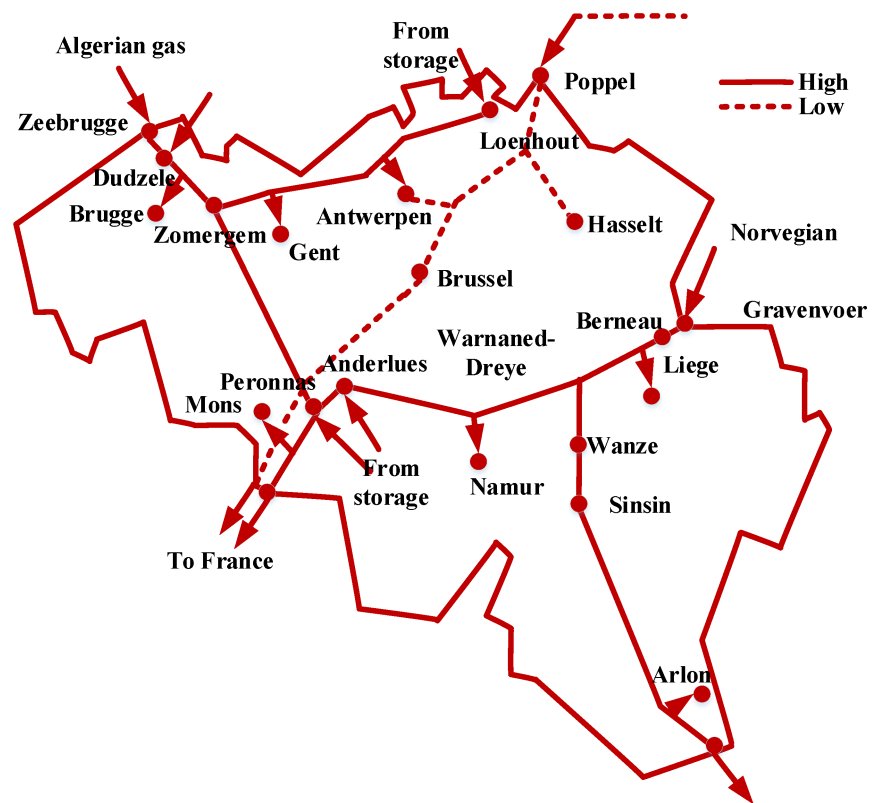 From
storage
Algerian gas
Poppel
High
Low
Zeebrugge
Loenhout
Dudzele
Brugge
Antwerpen
Zomergem
Gent
Hasselt
Norvegian
Brussel
Gravenvoer
Berneau
Warnaned-
Dreye
Liege
Anderlues
Peronnas
Mons
Wanze
From
storage
Namur
Sinsin
To France
Arlon